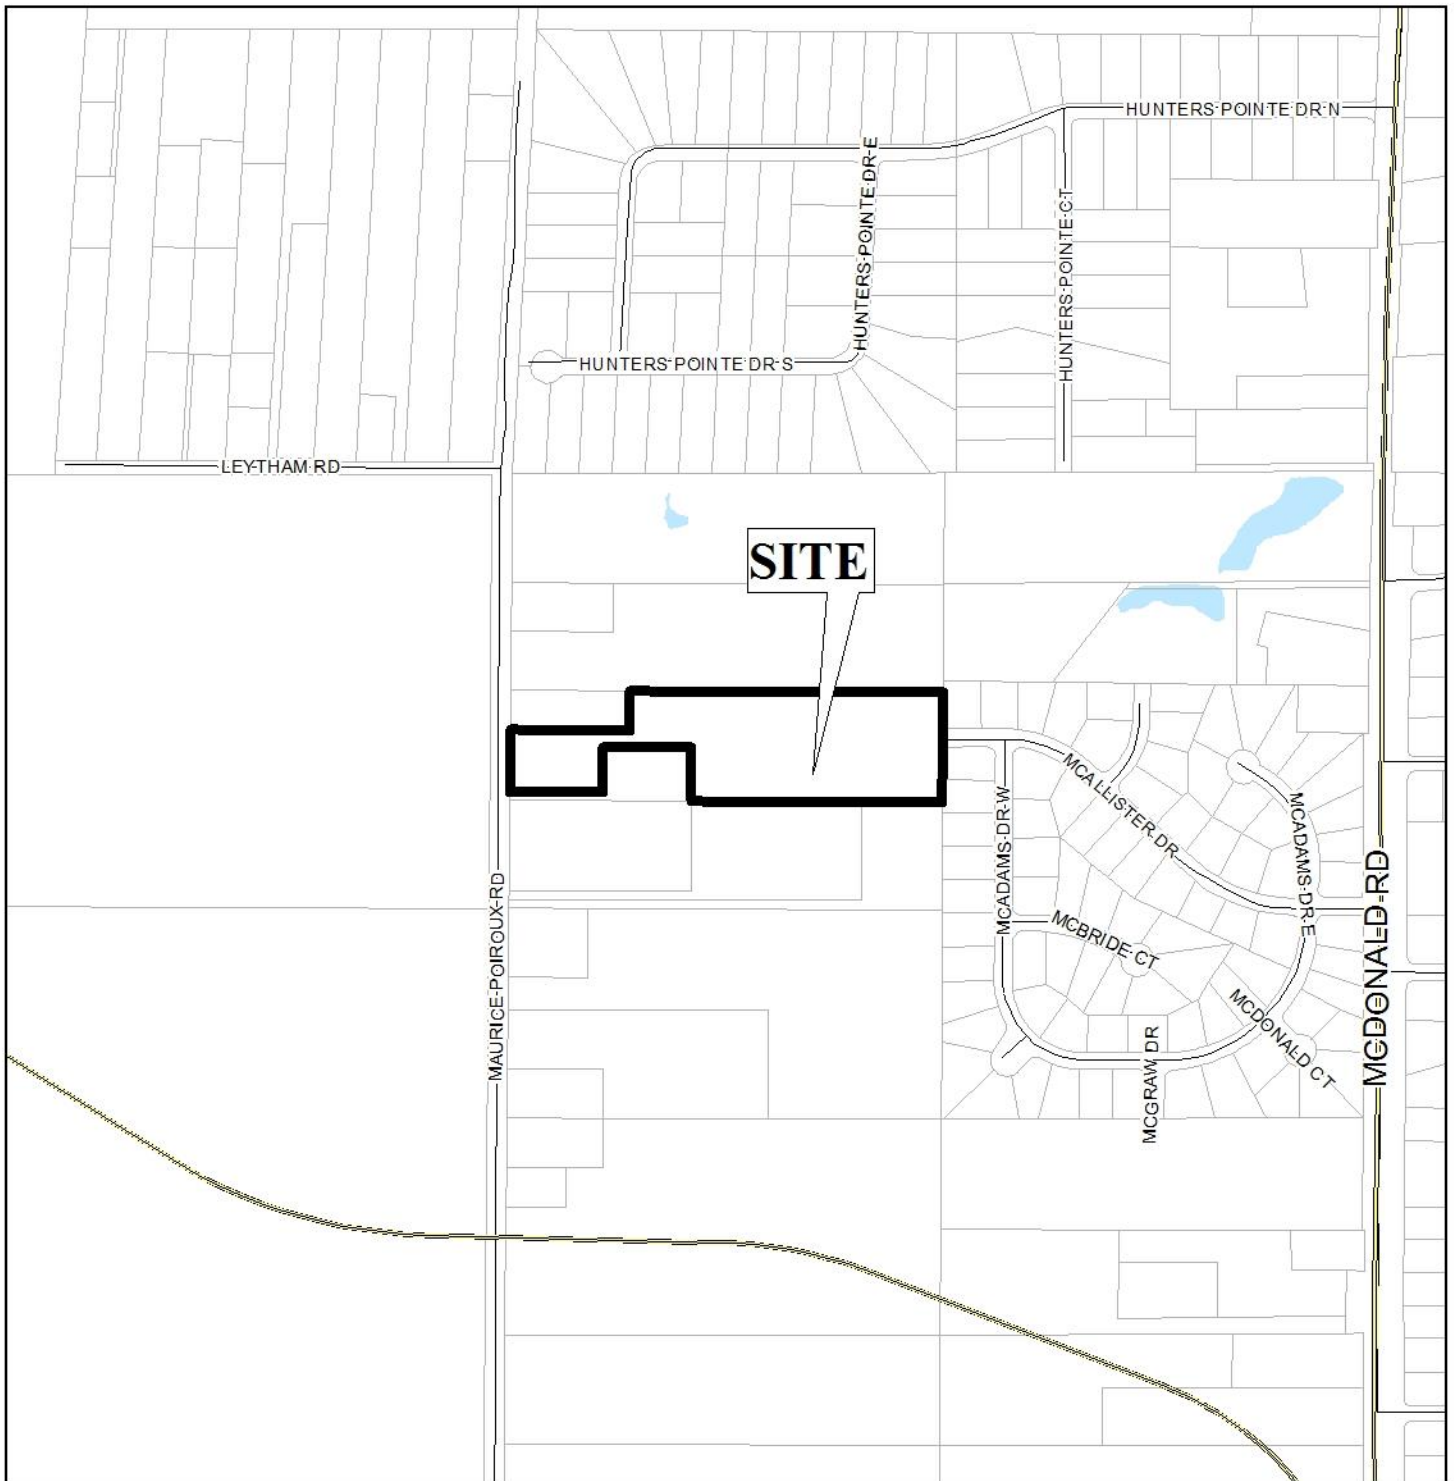 HUNTERS POINTE DR N
HUNTERS POINTE DR E
HUNTERS POINTE CT
HUNTERS POINTE DR S
LEYTHAM RD
SITE
MCALLISTER DR
MCADAMS DR W
MCADAMS DR E
MCDONALD RD
MAURICE POIROUX RD
MCBRIDE CT
MCDONALD CT
MCGRAW DR